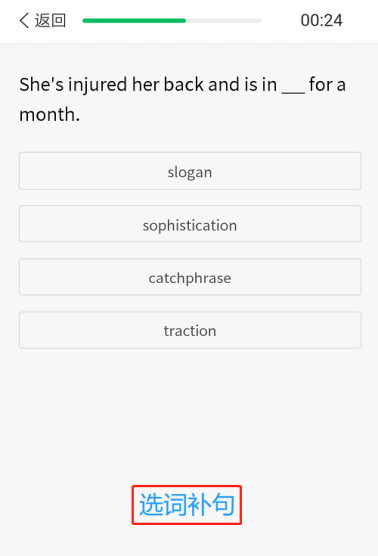 返回
00:24
She's injured her back and is in __ for a
month.
slogan
sophistication
catchphrase
traction
选词补句